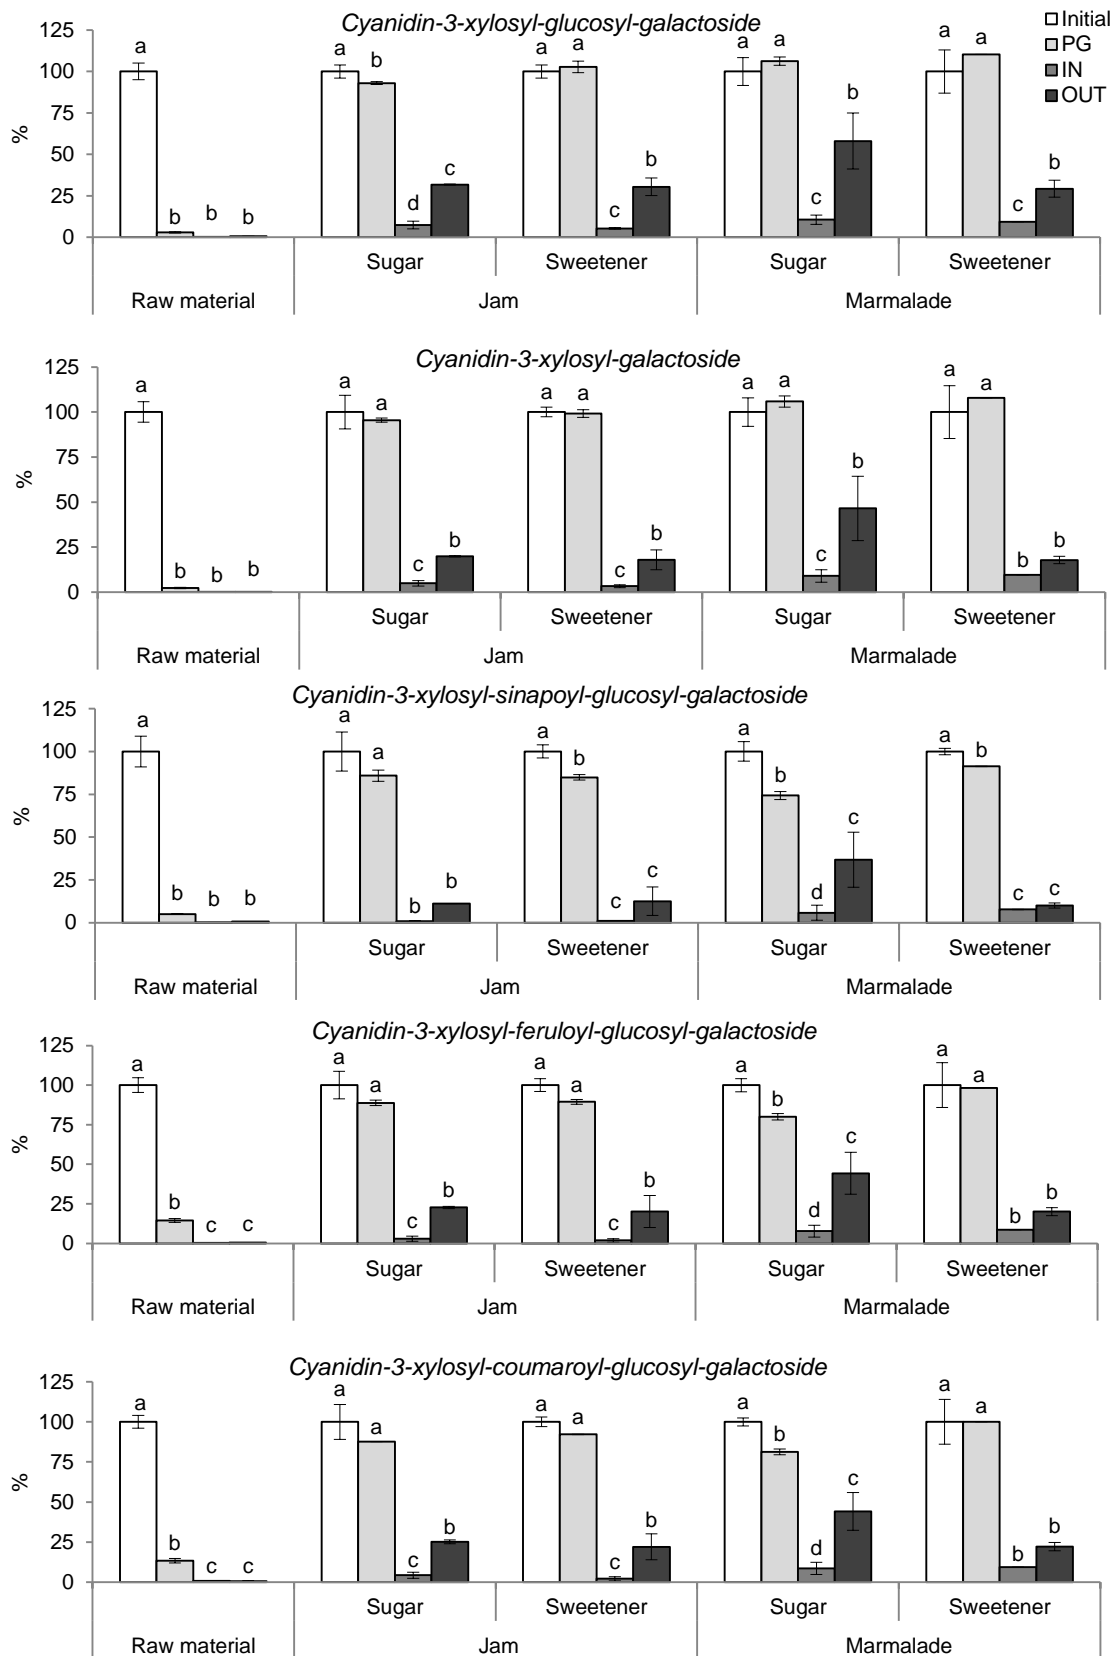 Cyanidin-3-xylosyl-glucosyl-galactoside
Initial
PG
IN
OUT
125
100
75
50
25
0
%
a b b b
a b d c
a a c b
a a c b
a a c b
Sugar Sweetener Sugar Sweetener
Raw material Jam Marmalade
Cyanidin-3-xylosyl-galactoside
125
100
75
50
25
0
%
a b b b
a a c b
a a c b
a a c b
a a b b
Sugar Sweetener Sugar Sweetener
Raw material Jam Marmalade
Cyanidin-3-xylosyl-sinapoyl-glucosyl-galactoside
125
100
75
50
25
0
%
a b b b
a a b b
a b c c
a b d c
a b c c
Sugar Sweetener Sugar Sweetener
Raw material Jam Marmalade
Cyanidin-3-xylosyl-feruloyl-glucosyl-galactoside
125
100
75
50
25
0
%
a b c c
a a c b
a a c b
a b d c
a a b b
Sugar Sweetener Sugar Sweetener
Raw material Jam Marmalade
Cyanidin-3-xylosyl-coumaroyl-glucosyl-galactoside
125
100
75
50
25
0
%
a b c c
a a c b
a a c b
a b d c
a a b b
Sugar Sweetener Sugar Sweetener
Raw material Jam Marmalade